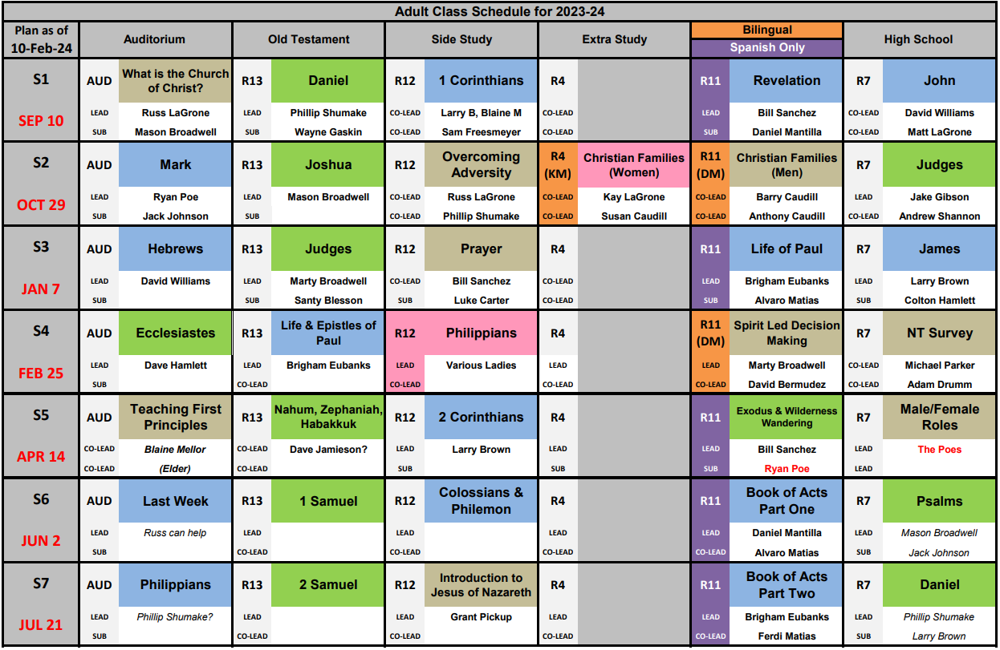 Adult Class Schedule for 2023-24
Plan as of
10-Feb-24
Auditorium
Old Testament
Side Study
Extra Study
Bilingual
Spanish Only
High School
S1
SEP 10
AUD
What is the Church
of Christ?
LEAD Russ LaGrone
SUB Mason Broadwell
R13
Daniel
LEAD Phillip Shumake
SUB Wayne Gaskin
R12
1 Corinthians
CO-LEAD Larry B, Blaine M
CO-LEAD Sam Freesmeyer
R4
CO-LEAD
CO-LEAD
R11
Revelation
LEAD Bill Sanchez
SUB Daniel Mantilla
R7
John
CO-LEAD David Williams
CO-LEAD Matt LaGrone
S2
OCT 29
AUD
Mark
LEAD Ryan Poe
SUB Jack Johnson
R13
Joshua
LEAD Mason Broadwell
SUB
R12
Overcoming
Adversity
CO-LEAD Russ LaGrone
CO-LEAD Phillip Shumake
R4
(KM)
Christian Families
(Women)
CO-LEAD Kay LaGrone
CO-LEAD Susan Caudill
R11
(DM)
Christian Families
(Men)
CO-LEAD Barry Caudill
CO-LEAD Anthony Caudill
R7
Judges
LEAD Jake Gibson
CO-LEAD Andrew Shannon
S3
JAN 7
AUD
Hebrews
LEAD David Williams
SUB
R13
Judges
LEAD Marty Broadwell
SUB Santy Blesson
R12
Prayer
CO-LEAD Bill Sanchez
SUB Luke Carter
R4
CO-LEAD
CO-LEAD
R11
Life of Paul
LEAD Brigham Eubanks
SUB Alvaro Matias
R7
James
LEAD Larry Brown
SUB Colton Hamlett
S4
FEB 25
AUD
Ecclesiastes
LEAD Dave Hamlett
SUB
R13
Life & Epistles of
Paul
LEAD Brigham Eubanks
CO-LEAD
R12
Philippians
LEAD Various Ladies
CO-LEAD
R4
LEAD
CO-LEAD
R11
(DM)
Spirit Led Decision
Making
LEAD Marty Broadwell
CO-LEAD David Bermudez
R7
NT Survey
CO-LEAD Michael Parker
CO-LEAD Adam Drumm
S5
APR 14
AUD
Teaching First
Principles
CO-LEAD Blaine Mellor
CO-LEAD (Elder)
R13
Nahum, Zephaniah,
Habakkuk
CO-LEAD Dave Jamieson?
CO-LEAD
R12
2 Corinthians
LEAD Larry Brown
SUB
R4
LEAD
SUB
R11
Exodus & Wilderness
Wandering
LEAD Bill Sanchez
SUB Ryan Poe
R7
Male/Female
Roles
LEAD The Poes
LEAD
S6
JUN 2
AUD
Last Week
LEAD Russ can help
SUB
R13
1 Samuel
LEAD
CO-LEAD
R12
Colossians &
Philemon
LEAD
CO-LEAD
R4
LEAD
CO-LEAD
R11
Book of Acts
Part One
LEAD Daniel Mantilla
CO-LEAD Alvaro Matias
R7
Psalms
LEAD Mason Broadwell
SUB Jack Johnson
S7
JUL 21
AUD
Philippians
LEAD Phillip Shumake?
SUB
R13
2 Samuel
LEAD
CO-LEAD
R12
Introduction to
Jesus of Nazareth
LEAD Grant Pickup
CO-LEAD
R4
LEAD
CO-LEAD
R11
Book of Acts
Part Two
LEAD Brigham Eubanks
CO-LEAD Ferdi Matias
R7
Daniel
LEAD Phillip Shumake
SUB Larry Brown